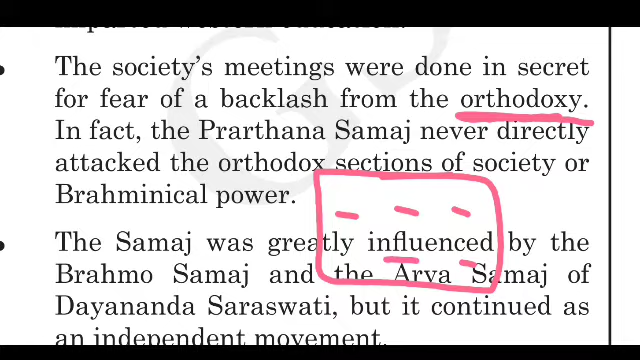 The society's meetings were done in secret
for fear of a backlash from the orthodoxy.
In fact, the Prarthana Samaj never directly
attacked the orthodox sections of society or
Brahminical power.
The Samaj was greatly influenced by the
Brahmo Samaj and the Arya Samaj of
Dayananda Saraswati, but it continued as
an independent movement.